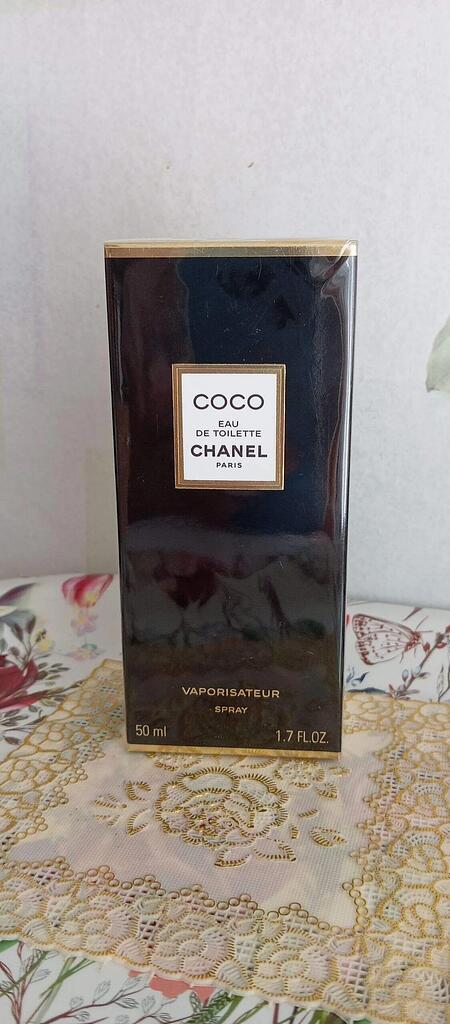 COCO
EAU
DE TOILETTE
CHANEL
PARIS
VAPORISATEUR
SPRAY
50 ml 1.7 FL.OZ.